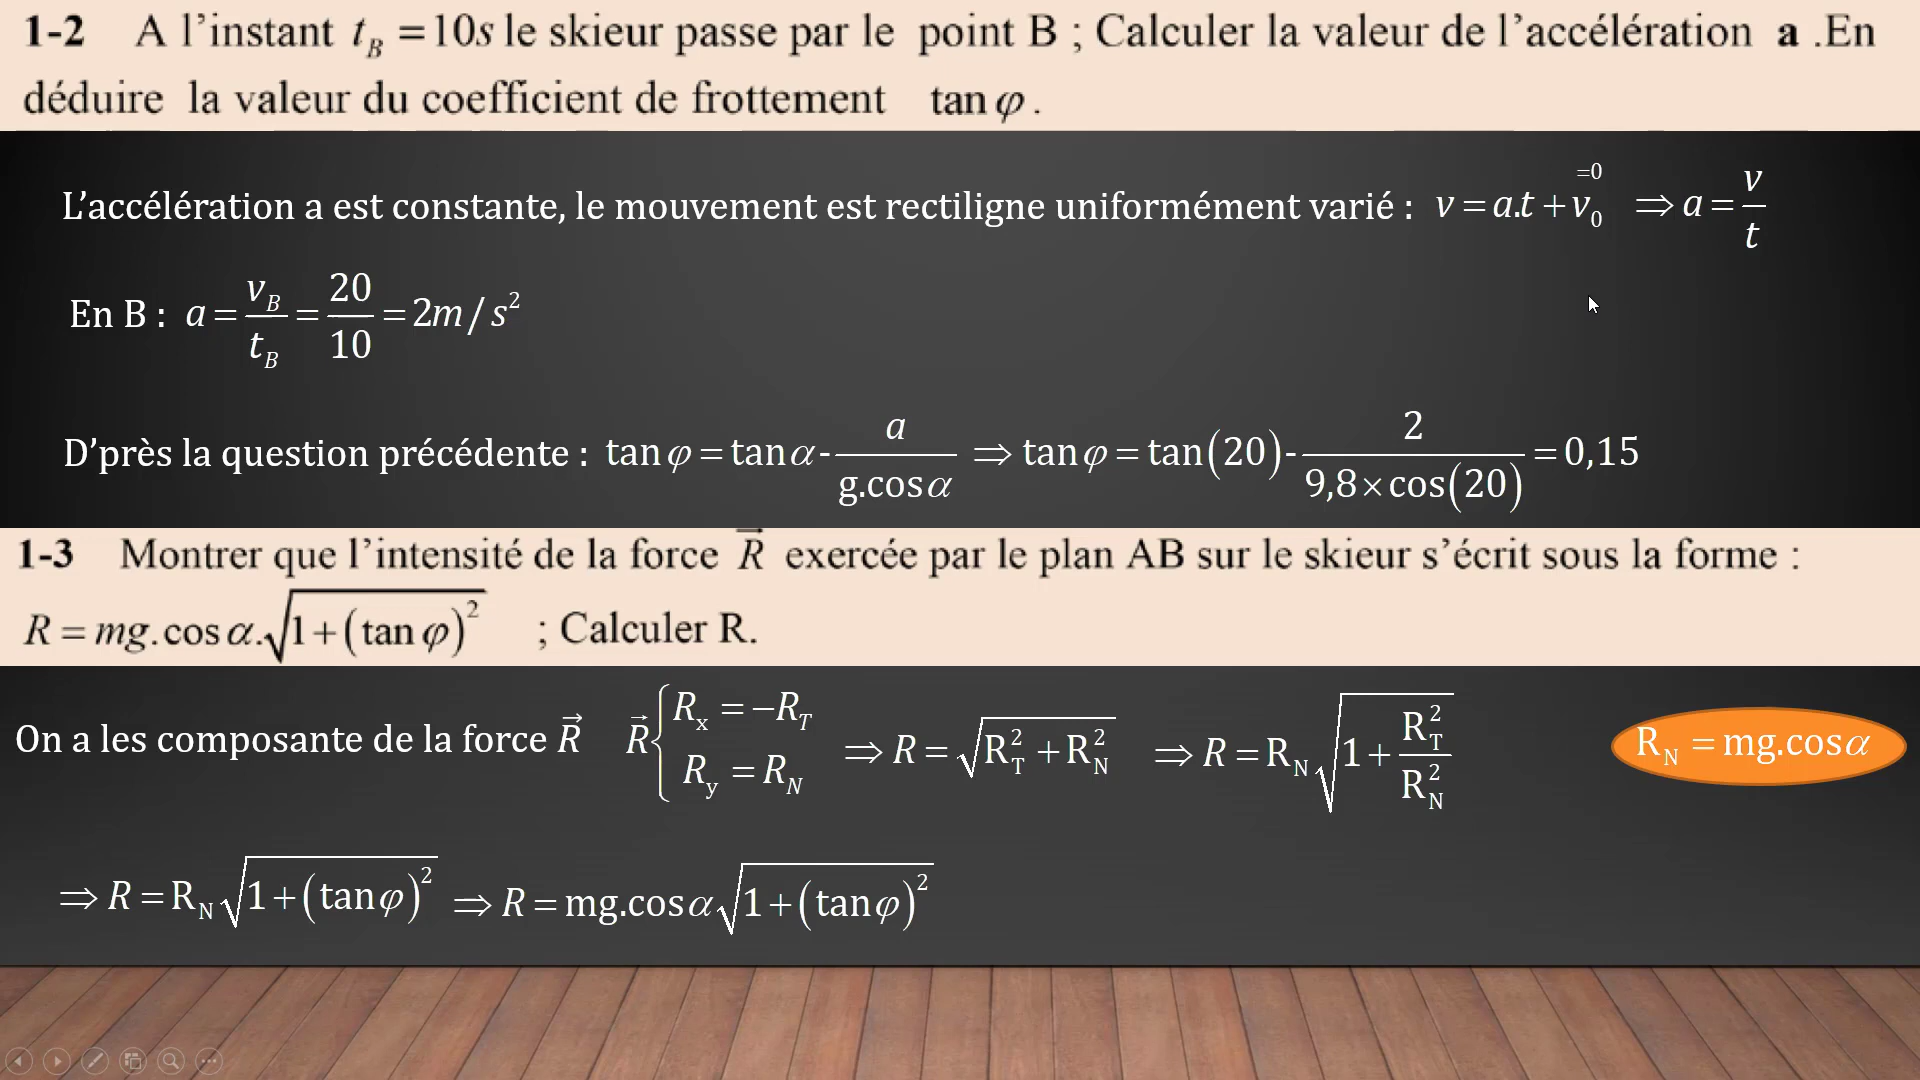 1-2 A l’instant t_B = 10s le skieur passe par le point B ; Calculer la valeur de l’accélération a .En
déduire la valeur du coefficient de frottement tan φ .
L’accélération a est constante, le mouvement est rectiligne uniformément varié : v = a.t + v₀ (=0) ⇒ a = v/t
En B : a = v_B/t_B = 20/10 = 2m / s²
D’près la question précédente : tan φ = tan α - a/(g.cos α) ⇒ tan φ = tan(20) - 2/(9,8×cos(20)) = 0,15
1-3 Montrer que l’intensité de la force R⃗ exercée par le plan AB sur le skieur s’écrit sous la forme :
R = mg.cos α.√(1+(tan φ)²) ; Calculer R.
On a les composante de la force R⃗ R⃗ { R_x = −R_T ; R_y = R_N ⇒ R = √(R_T² + R_N²) ⇒ R = R_N √(1 + R_T²/R_N²) R_N = mg.cosα
⇒ R = R_N √(1+(tan φ)²) ⇒ R = mg.cos α √(1+(tan φ)²)